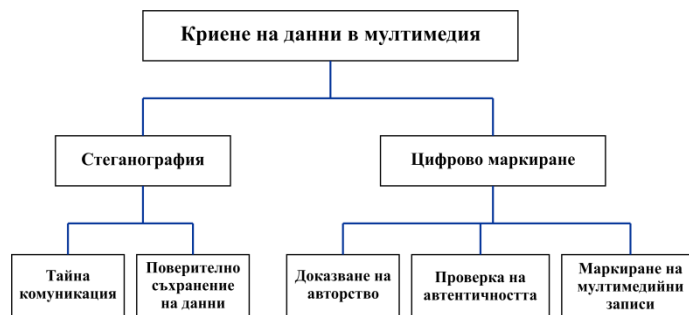 Криене на данни в мултимедия
Стеганография
Цифрово маркиране
Тайна
комуникация
Поверително
съхранение
на данни
Доказване на
авторство
Проверка на
автентичността
Маркиране на
мултимедийни
записи